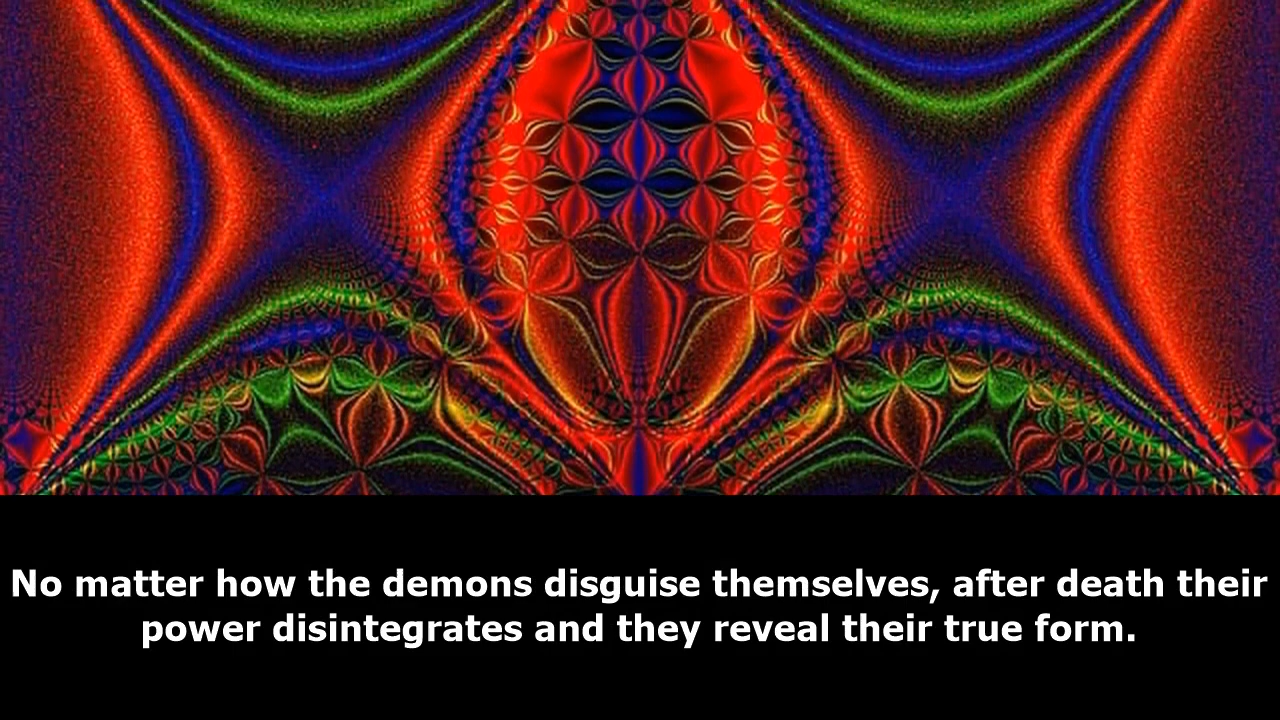 No matter how the demons disguise themselves, after death their
power disintegrates and they reveal their true form.